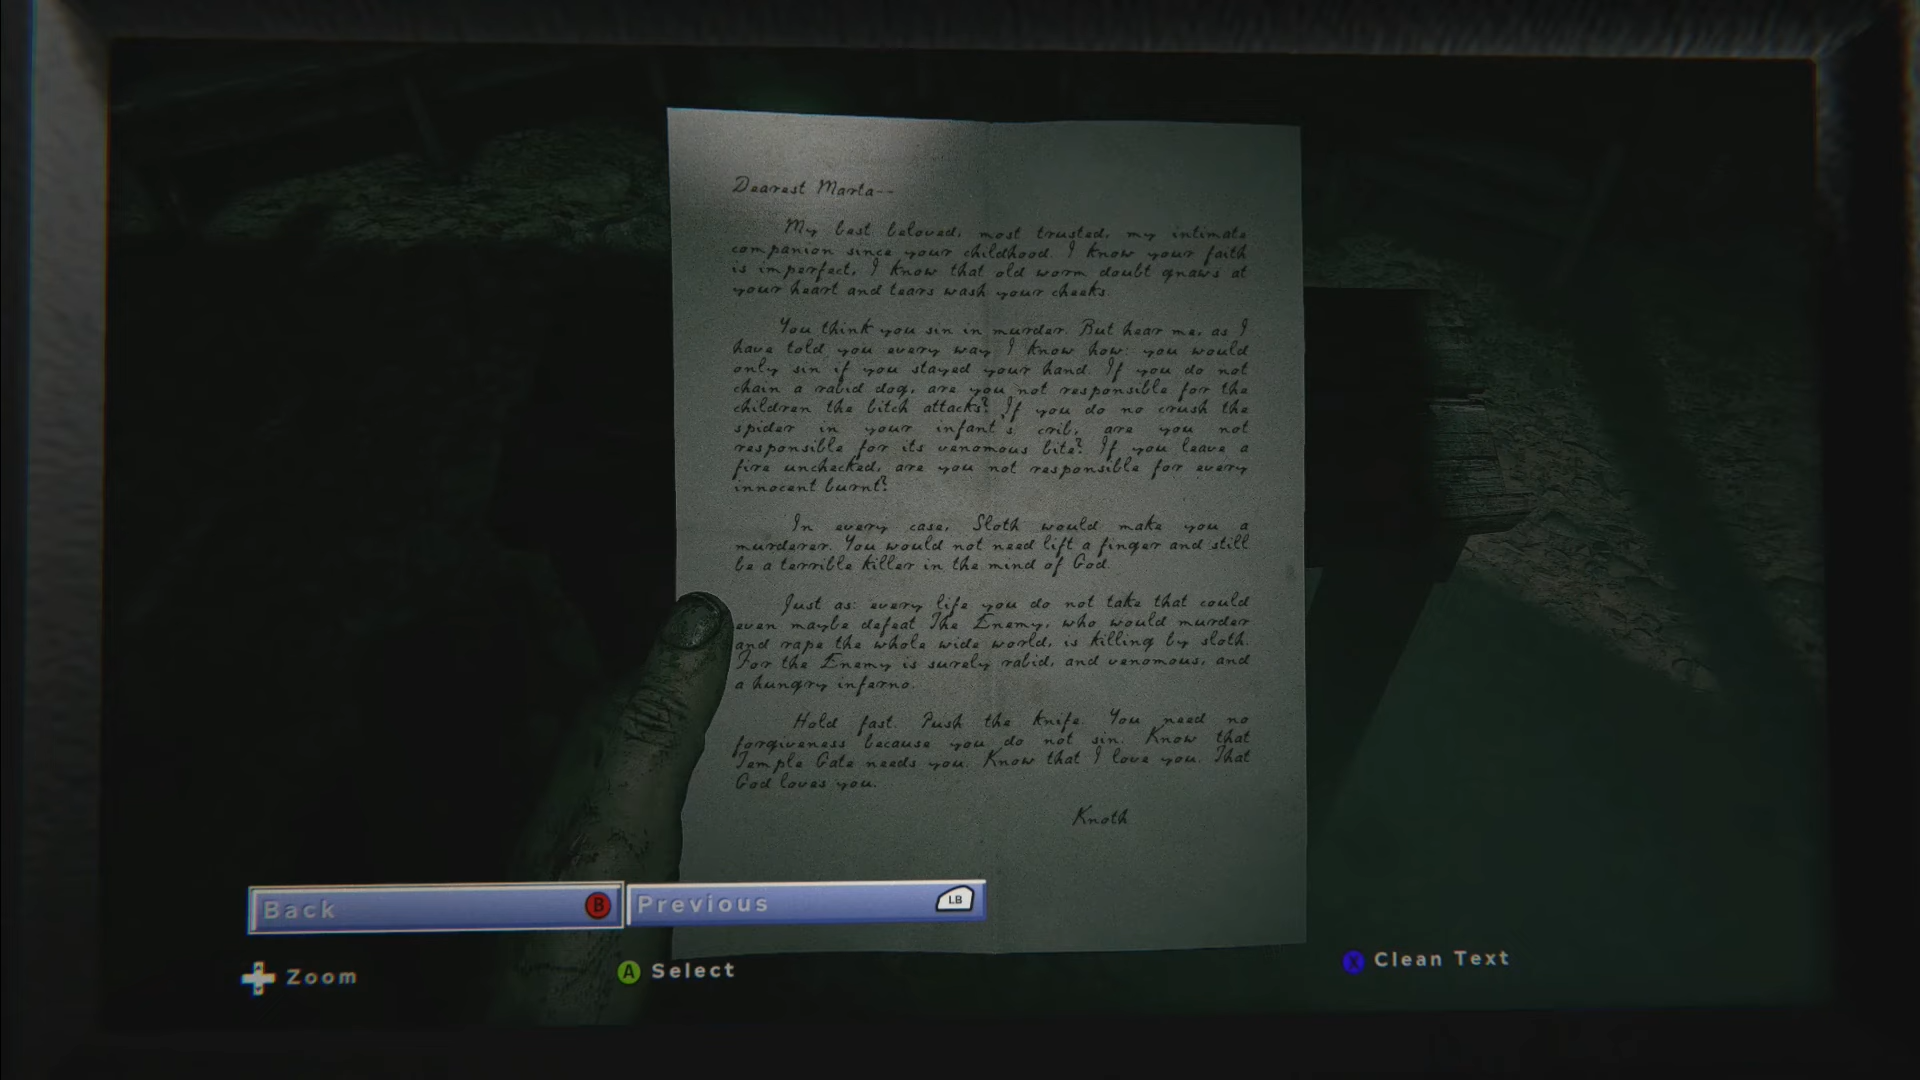 Dearest Marta--
My best beloved, most trusted, my intimate
companion since your childhood. I know your faith
is imperfect, I know that old worm doubt gnaws at
your heart and tears wash your cheeks.
You think you sin in murder. But hear me, as I
have told you every way I know how: you would
only sin if you stayed your hand. If you do not
chain a rabid dog, are you not responsible for the
children the bitch attacks? If you do no crush the
spider in your infant's crib, are you not
responsible for its venomous bite? If you leave a
fire unchecked, are you not responsible for every
innocent burnt?
In every case, Sloth would make you a
murderer. You would not need lift a finger and still
be a terrible killer in the mind of God.
Just as: every life you do not take that could
even maybe defeat The Enemy, who would murder
and rape the whole wide world, is killing by sloth.
For the Enemy is surely rabid, and venomous, and
a hungry inferno.
Hold fast. Push the knife. You need no
forgiveness because you do not sin. Know that
Temple Gate needs you. Know that I love you. That
God loves you.
Knoth
Back B Previous LB
Zoom A Select X Clean Text